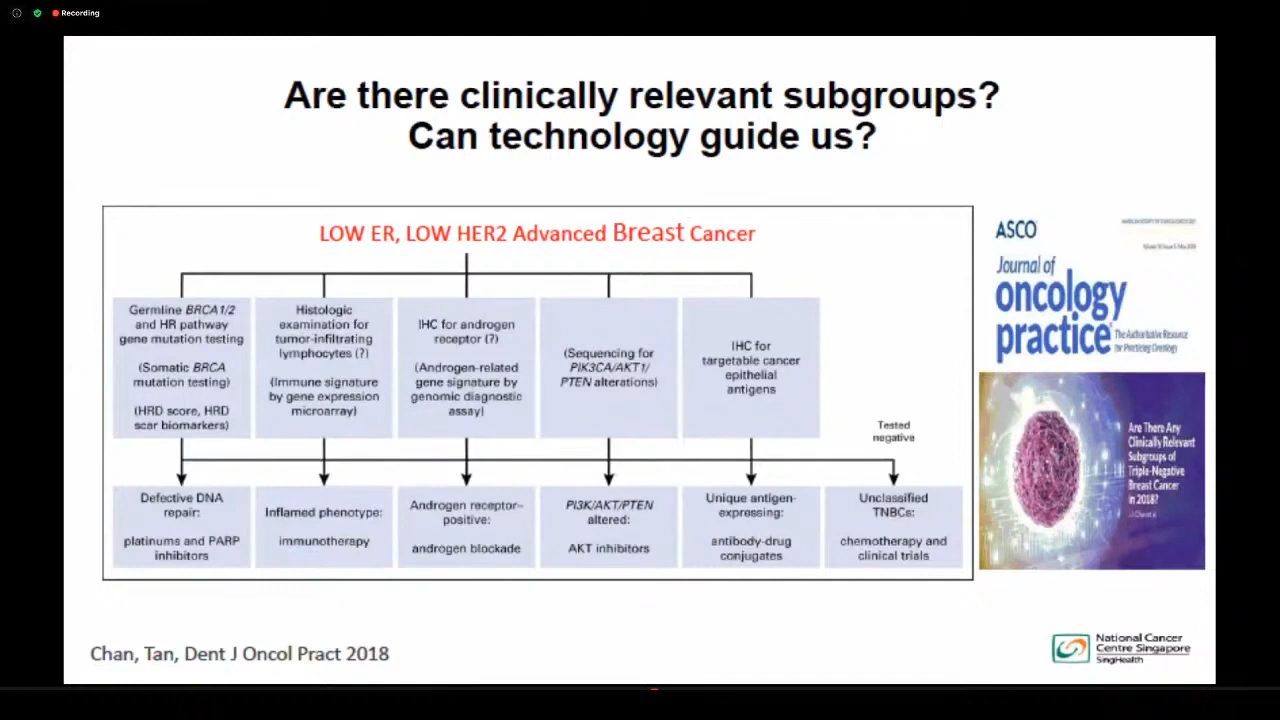 Recording
Are there clinically relevant subgroups?
Can technology guide us?
LOW ER, LOW HER2 Advanced Breast Cancer
Germline BRCA1/2
and HR pathway
gene mutation testing
(Somatic BRCA
mutation testing)
(HRD score, HRD
scar biomarkers)
Histologic
examination for
tumor-infiltrating
lymphocytes (?)
(Immune signature
by gene expression
microarray)
IHC for androgen
receptor (?)
(Androgen-related
gene signature by
genomic diagnostic
assay)
(Sequencing for
PIK3CA/AKT1/
PTEN alterations)
IHC for
targetable cancer
epithelial
antigens
Tested
negative
Defective DNA
repair:
platinums and PARP
inhibitors
Inflamed phenotype:
immunotherapy
Androgen receptor–
positive:
androgen blockade
PI3K/AKT/PTEN
altered:
AKT inhibitors
Unique antigen-
expressing:
antibody-drug
conjugates
Unclassified
TNBCs:
chemotherapy and
clinical trials
ASCO
Journal of
oncology
practice
The Authoritative Resource
for Practicing Oncology
Are There Any
Clinically Relevant
Subgroups of
Triple-Negative
Breast Cancer
in 2018?
Chan, Tan, Dent J Oncol Pract 2018
National Cancer
Centre Singapore
SingHealth